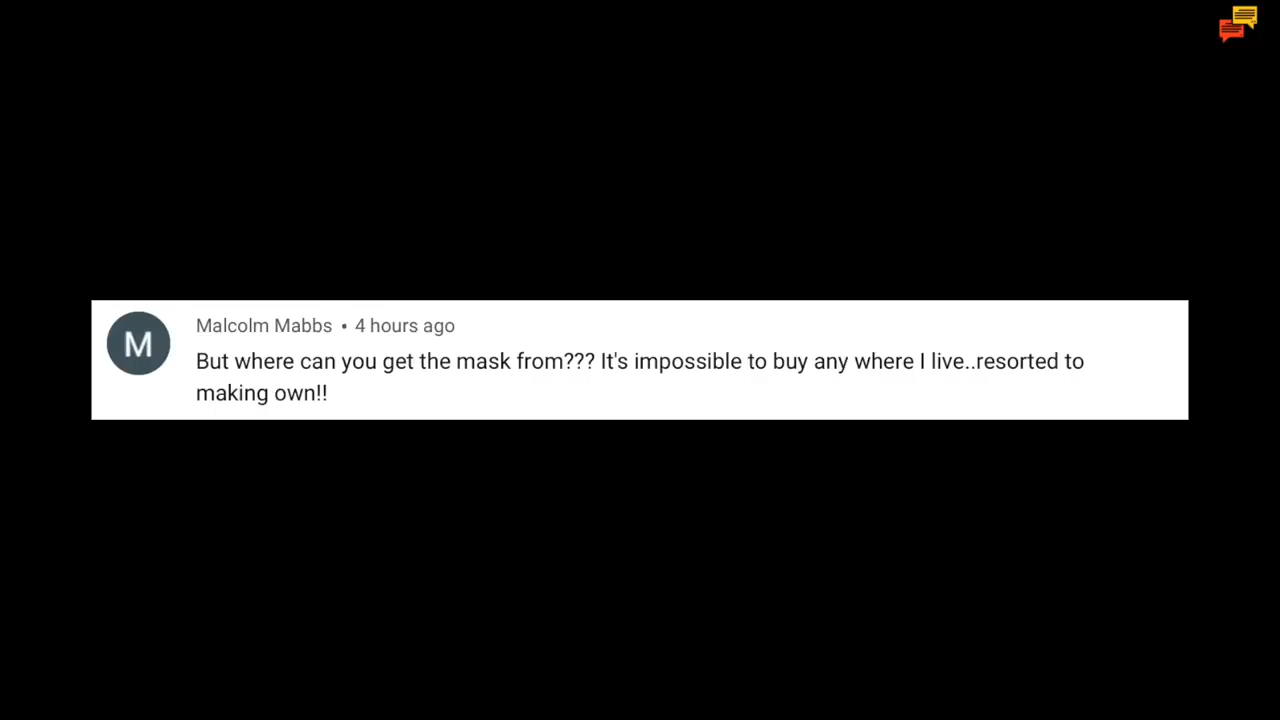 Malcolm Mabbs • 4 hours ago
But where can you get the mask from??? It's impossible to buy any where I live..resorted to
making own!!
M